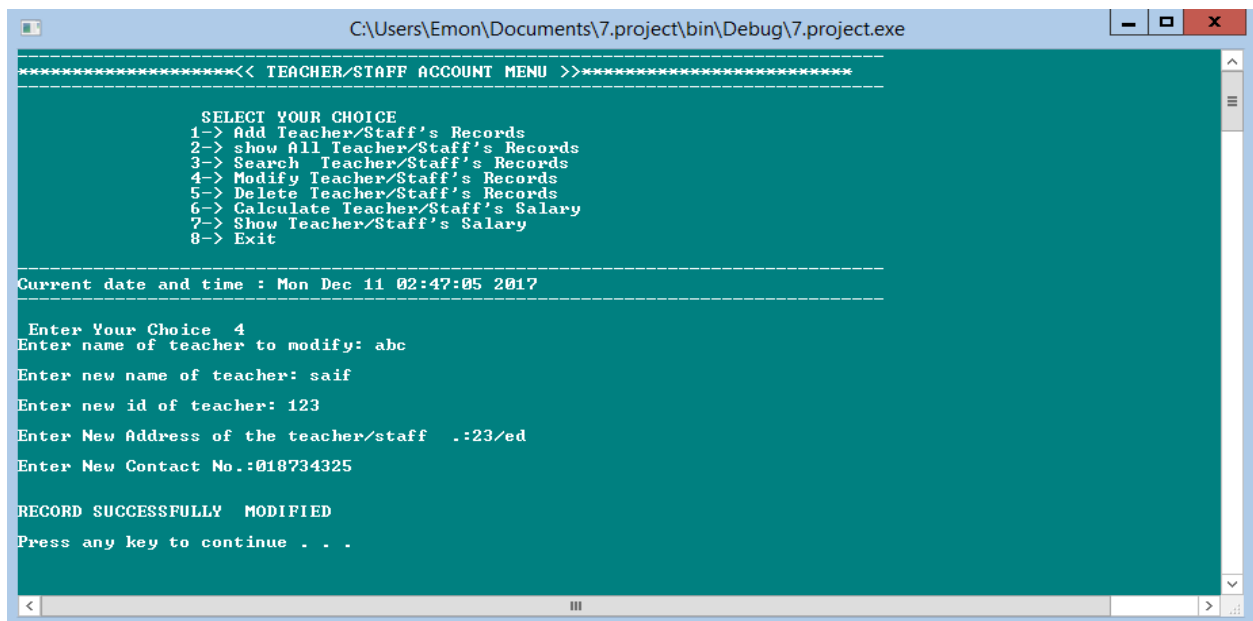 C:\Users\Emon\Documents\7.project\bin\Debug\7.project.exe
********************<< TEACHER/STAFF ACCOUNT MENU >>*************************
SELECT YOUR CHOICE
1-> Add Teacher/Staff's Records
2-> show All Teacher/Staff's Records
3-> Search  Teacher/Staff's Records
4-> Modify Teacher/Staff's Records
5-> Delete Teacher/Staff's Records
6-> Calculate Teacher/Staff's Salary
7-> Show Teacher/Staff's Salary
8-> Exit
Current date and time : Mon Dec 11 02:47:05 2017
Enter Your Choice  4
Enter name of teacher to modify: abc
Enter new name of teacher: saif
Enter new id of teacher: 123
Enter New Address of the teacher/staff  .:23/ed
Enter New Contact No.:018734325
RECORD SUCCESSFULLY  MODIFIED
Press any key to continue . . .